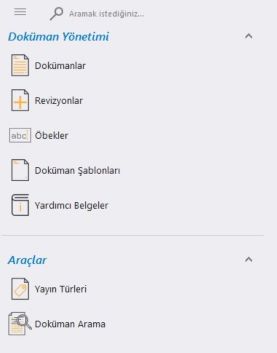 Aramak istediğiniz...
Doküman Yönetimi
Dokümanlar
Revizyonlar
abc Öbekler
Doküman Şablonları
Yardımcı Belgeler
Araçlar
Yayın Türleri
Doküman Arama